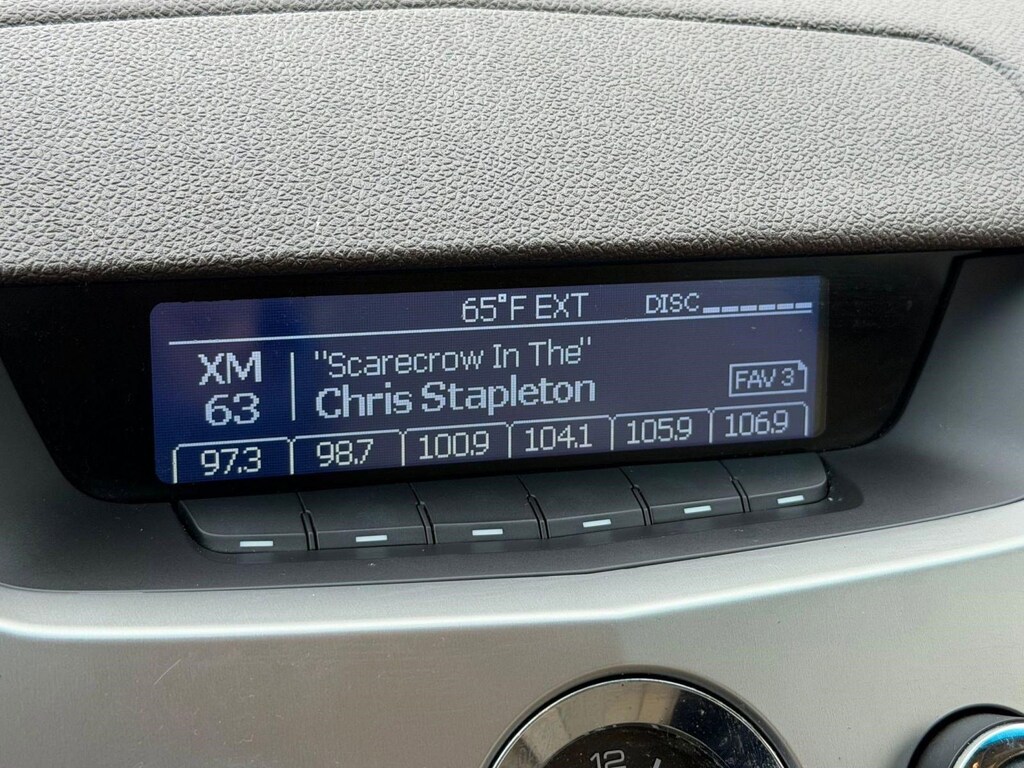 65°F EXT DISC
XM
63
"Scarecrow In The"
Chris Stapleton
FAV 3
97.3 98.7 100.9 104.1 105.9 106.9
12